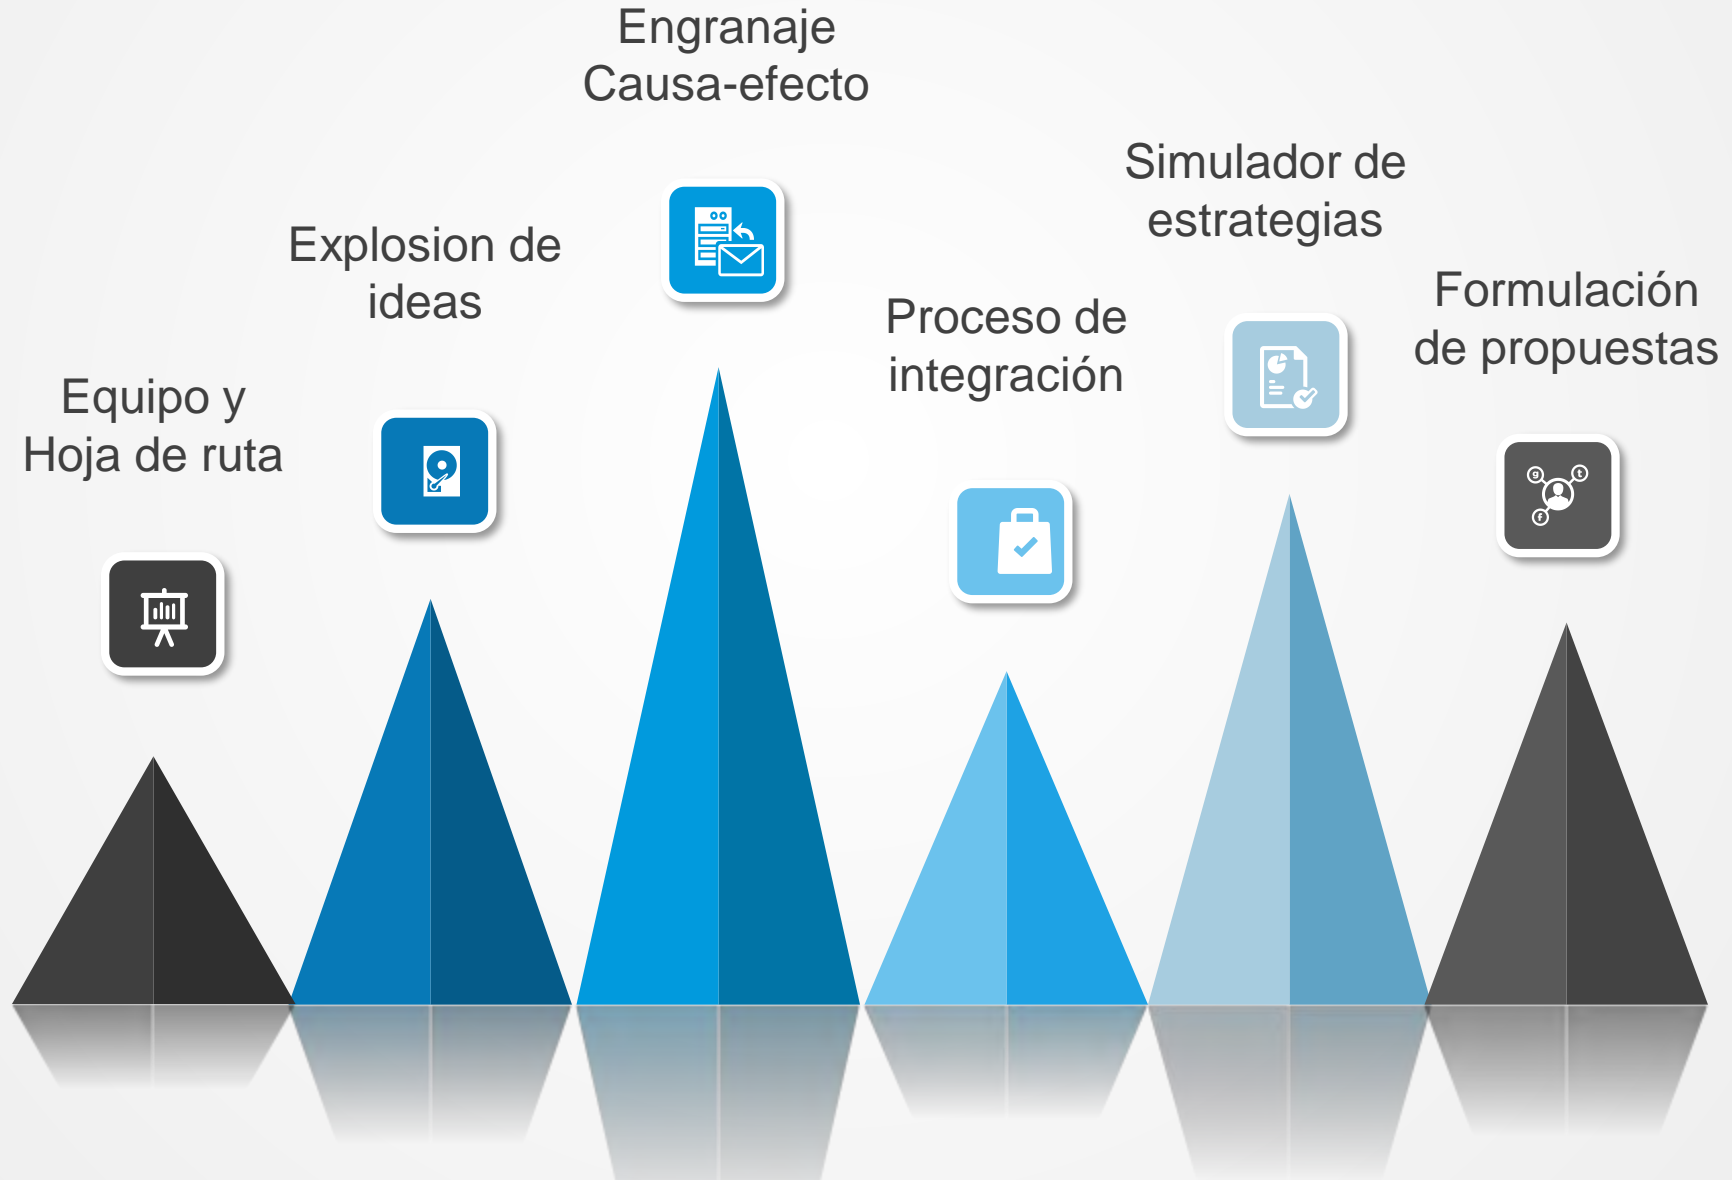 Equipo y
Hoja de ruta
Explosion de
ideas
Engranaje
Causa-efecto
Proceso de
integración
Simulador de
estrategias
Formulación
de propuestas
g
t
f